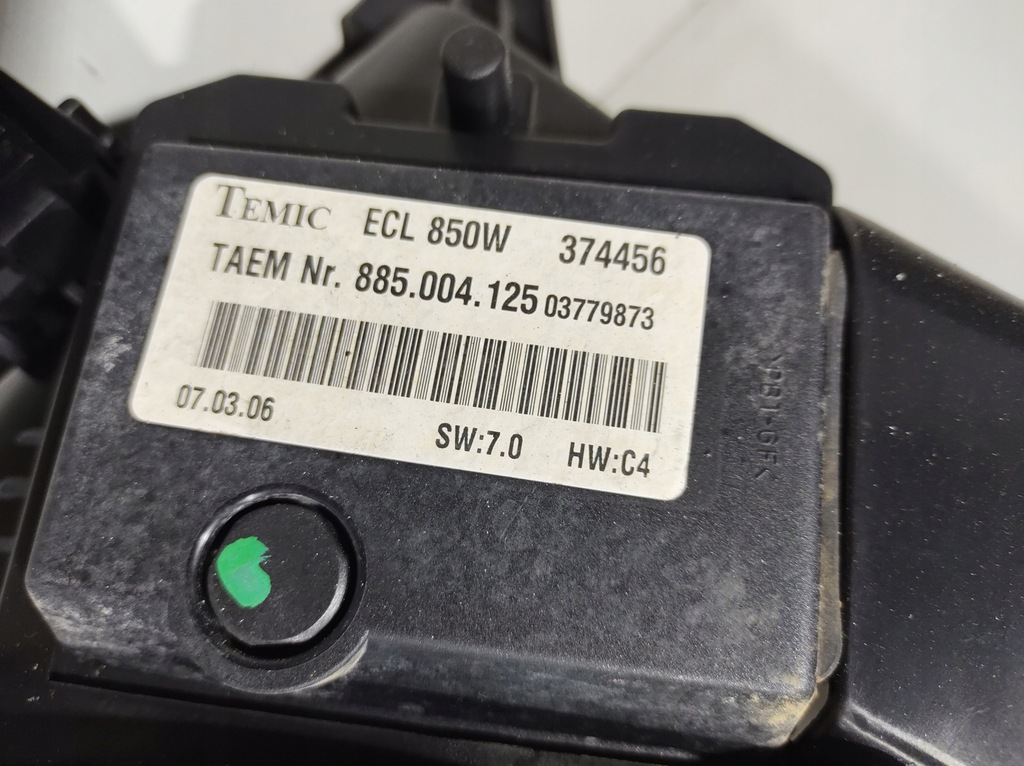 TEMIC ECL 850W 374456
TAEM Nr. 885.004.125 03779873
07.03.06
SW:7.0 HW:C4